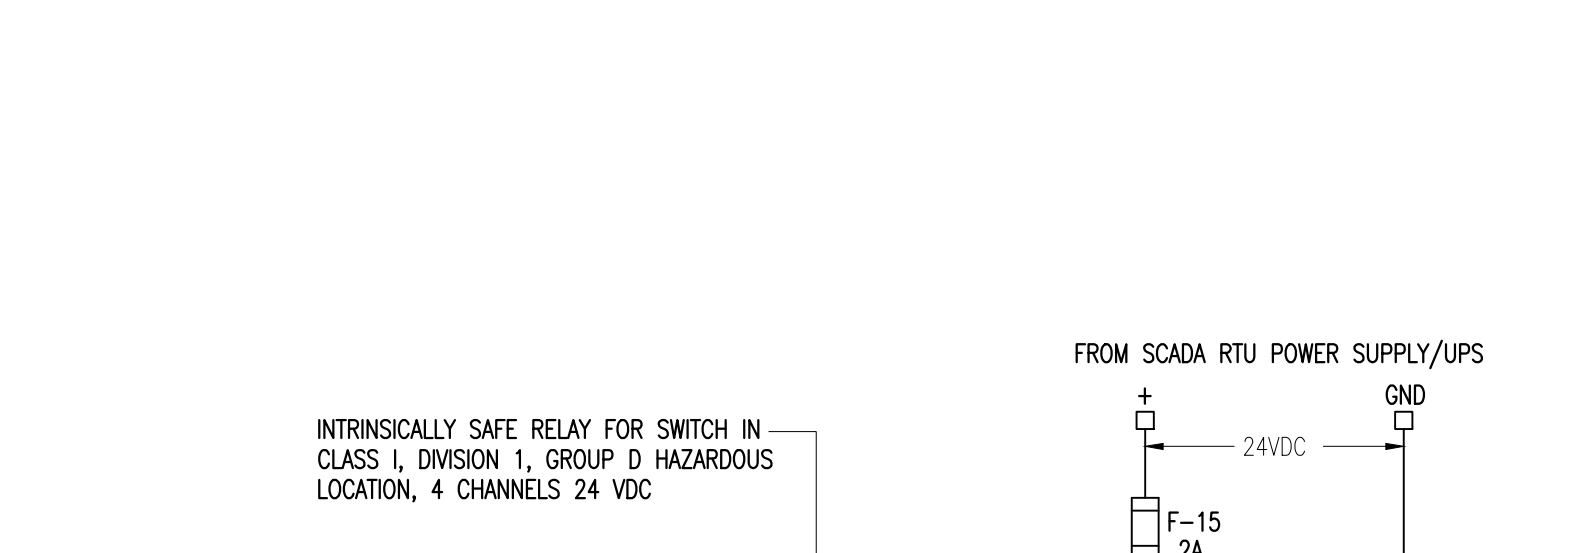 FROM SCADA RTU POWER SUPPLY/UPS
+ GND
24VDC
INTRINSICALLY SAFE RELAY FOR SWITCH IN
CLASS I, DIVISION 1, GROUP D HAZARDOUS
LOCATION, 4 CHANNELS 24 VDC
F-15
2A